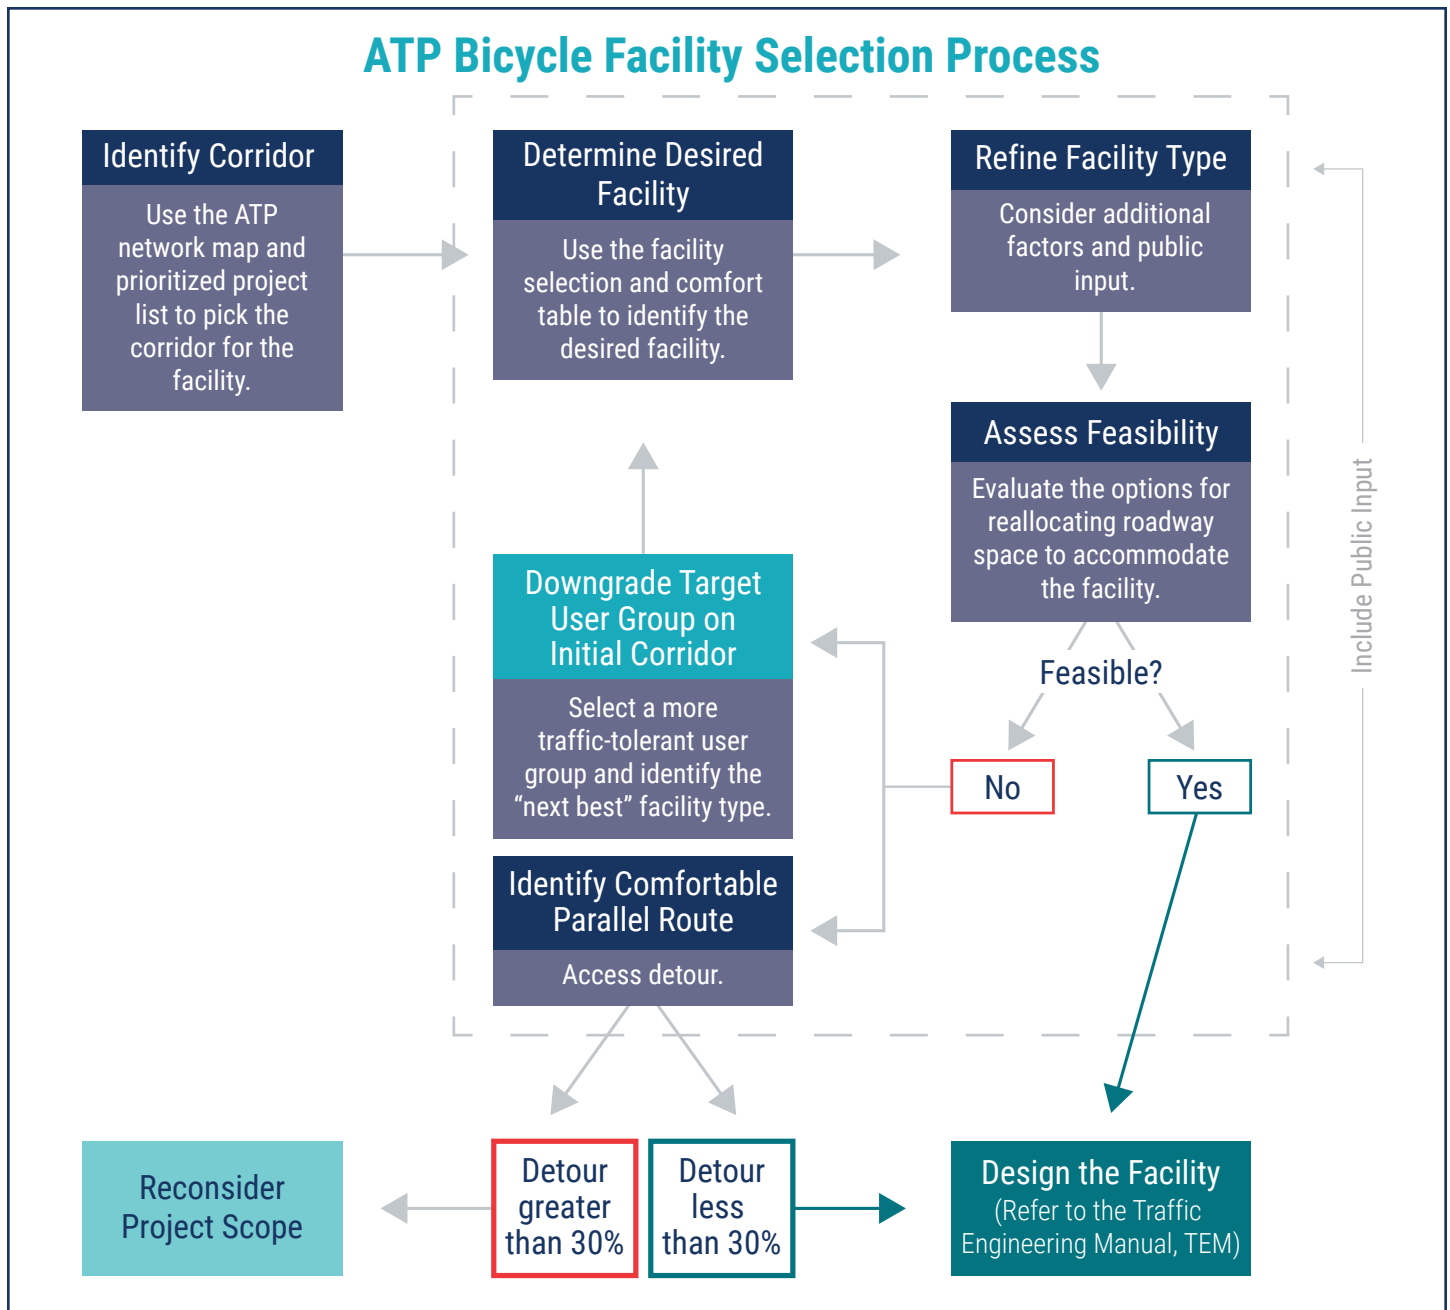 ATP Bicycle Facility Selection Process
Identify Corridor
Use the ATP
network map and
prioritized project
list to pick the
corridor for the
facility.
Determine Desired
Facility
Use the facility
selection and comfort
table to identify the
desired facility.
Refine Facility Type
Consider additional
factors and public
input.
Assess Feasibility
Evaluate the options for
reallocating roadway
space to accommodate
the facility.
Feasible?
No
Yes
Include Public Input
Downgrade Target
User Group on
Initial Corridor
Select a more
traffic-tolerant user
group and identify the
“next best” facility type.
Identify Comfortable
Parallel Route
Access detour.
Detour
greater
than 30%
Detour
less
than 30%
Reconsider
Project Scope
Design the Facility
(Refer to the Traffic
Engineering Manual, TEM)